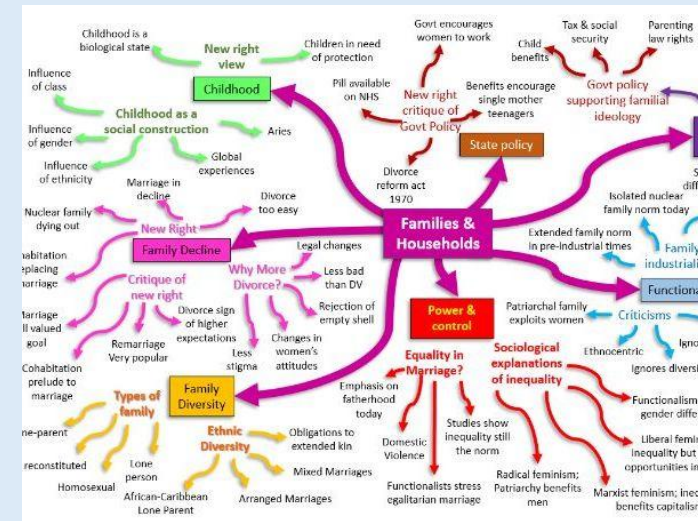 Childhood is a
biological state
New right
view
Children in need
of protection
Childhood
Influence
of class
Childhood as a
social construction
Aries
Influence
of gender
Influence
of ethnicity
Global
experiences
Govt encourages
women to work
Pill available
on NHS
New right
critique of
Govt Policy
Benefits encourage
single mother
teenagers
Divorce
reform act
1970
State policy
Child
benefits
Tax & social
security
Parenting
law rights
Govt policy
supporting familial
ideology
Families &
Households
Marriage in
decline
Nuclear family
dying out
New Right
Divorce
too easy
Family Decline
Critique of
new right
Remarriage
Very popular
Divorce sign
of higher
expectations
goal
Cohabitation
prelude to
marriage
Why More
Divorce?
Legal changes
Less bad
than DV
Rejection of
empty shell
Changes in
women's
attitudes
Less
stigma
Isolated nuclear
family norm today
Extended family norm
in pre-industrial times
Family
Patriarchal family
exploits women
Criticisms
Ethnocentric
Power &
control
Equality in
Marriage?
Emphasis on
fatherhood
today
Domestic
Violence
Functionalists stress
egalitarian marriage
Studies show
inequality still
the norm
Sociological
explanations
of inequality
Functionalism
gender
Liberal
inequality but
opportunities
Radical feminism;
Patriarchy benefits
men
Marxist feminism;
benefits
Family
Diversity
Types of
family
reconstituted
Homosexual
Lone
person
Ethnic
Diversity
Obligations to
extended kin
Mixed Marriages
Arranged Marriages
African-Caribbean
Lone Parent